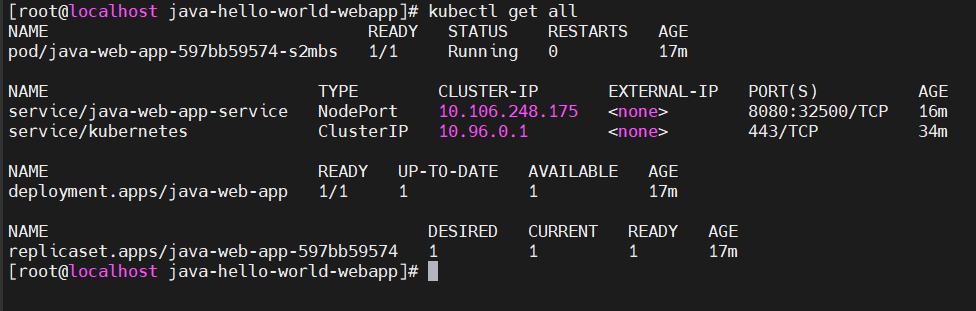 [root@localhost java-hello-world-webapp]# kubectl get all
NAME READY STATUS RESTARTS AGE
pod/java-web-app-597bb59574-s2mbs 1/1 Running 0 17m
NAME TYPE CLUSTER-IP EXTERNAL-IP PORT(S) AGE
service/java-web-app-service NodePort 10.106.248.175 <none> 8080:32500/TCP 16m
service/kubernetes ClusterIP 10.96.0.1 <none> 443/TCP 34m
NAME READY UP-TO-DATE AVAILABLE AGE
deployment.apps/java-web-app 1/1 1 1 17m
NAME DESIRED CURRENT READY AGE
replicaset.apps/java-web-app-597bb59574 1 1 1 17m
[root@localhost java-hello-world-webapp]#